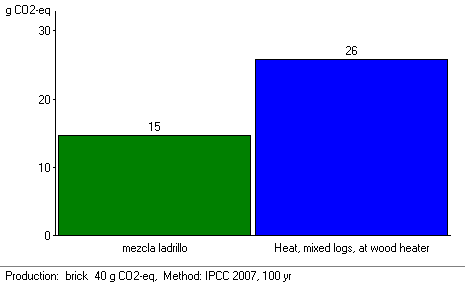 g CO2-eq
30
20
10
0
15
26
mezcla ladrillo
Heat, mixed logs, at wood heater
Production:  brick  40 g CO2-eq,  Method: IPCC 2007, 100 yr